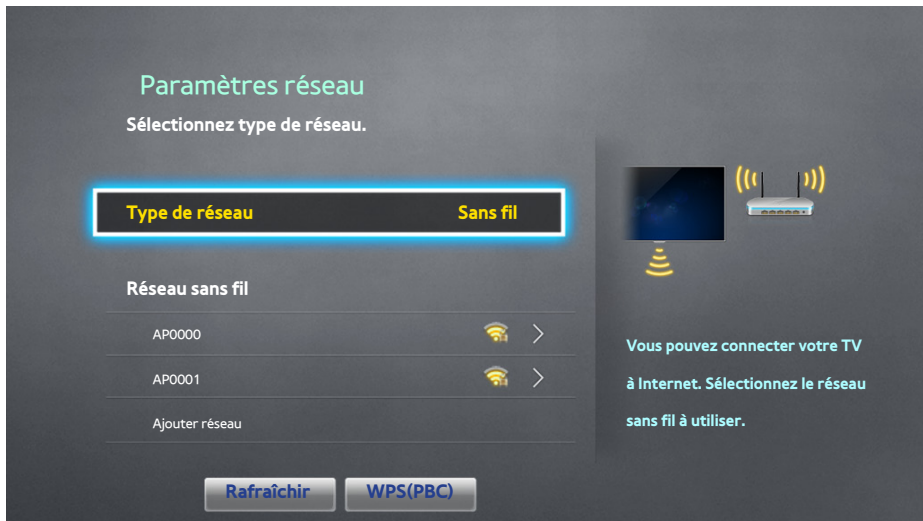 Paramètres réseau
Sélectionnez type de réseau.
Type de réseau Sans fil
Réseau sans fil
AP0000
AP0001
Ajouter réseau
Rafraîchir WPS(PBC)
Vous pouvez connecter votre TV
à Internet. Sélectionnez le réseau
sans fil à utiliser.